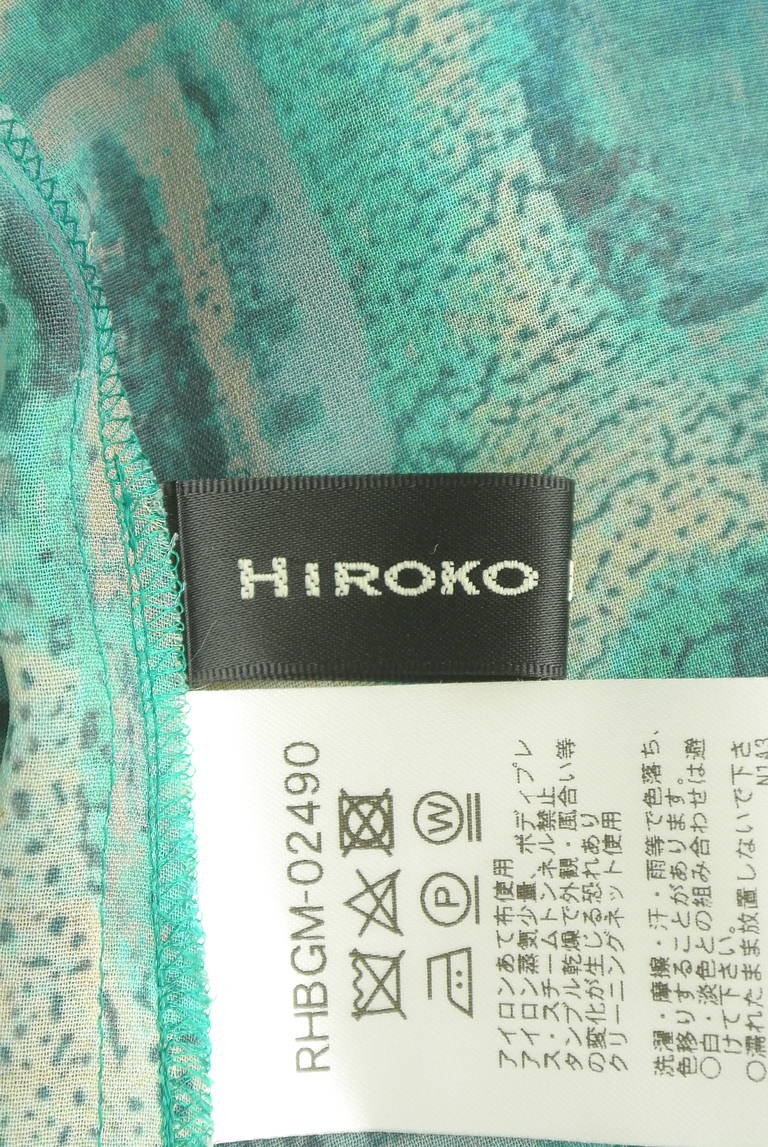 HIROKO
RHBGM-02490
W
P
アイロンあて布使用
アイロン蒸気少量、ボディプレ
ス・スチームトンネル禁止
タンブル乾燥で外観・風合い等
の変化が生じる恐れあり
クリーニングネット使用
洗濯・摩擦・汗・雨等で色落ち、
色移りすることがあります。
○白・淡色との組み合わせは避
けて下さい。
○濡れたまま放置しないで下さ